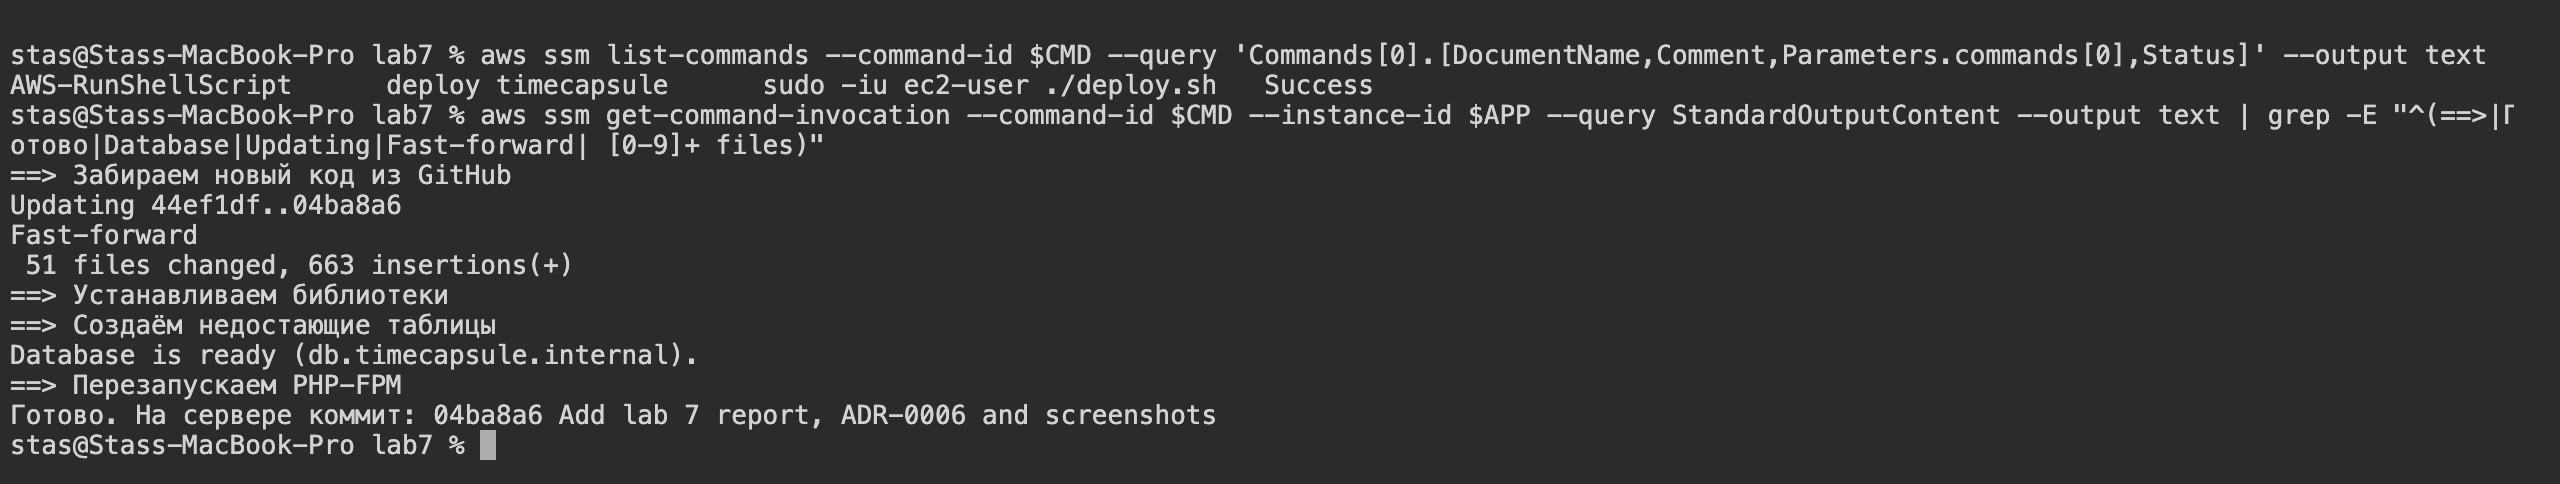 stas@Stass-MacBook-Pro lab7 % aws ssm list-commands --command-id $CMD --query 'Commands[0].[DocumentName,Comment,Parameters.commands[0],Status]' --output text
AWS-RunShellScript      deploy timecapsule      sudo -iu ec2-user ./deploy.sh   Success
stas@Stass-MacBook-Pro lab7 % aws ssm get-command-invocation --command-id $CMD --instance-id $APP --query StandardOutputContent --output text | grep -E "^(==>|Г
отово|Database|Updating|Fast-forward| [0-9]+ files)"
==> Забираем новый код из GitHub
Updating 44ef1df..04ba8a6
Fast-forward
 51 files changed, 663 insertions(+)
==> Устанавливаем библиотеки
==> Создаём недостающие таблицы
Database is ready (db.timecapsule.internal).
==> Перезапускаем PHP-FPM
Готово. На сервере коммит: 04ba8a6 Add lab 7 report, ADR-0006 and screenshots
stas@Stass-MacBook-Pro lab7 %